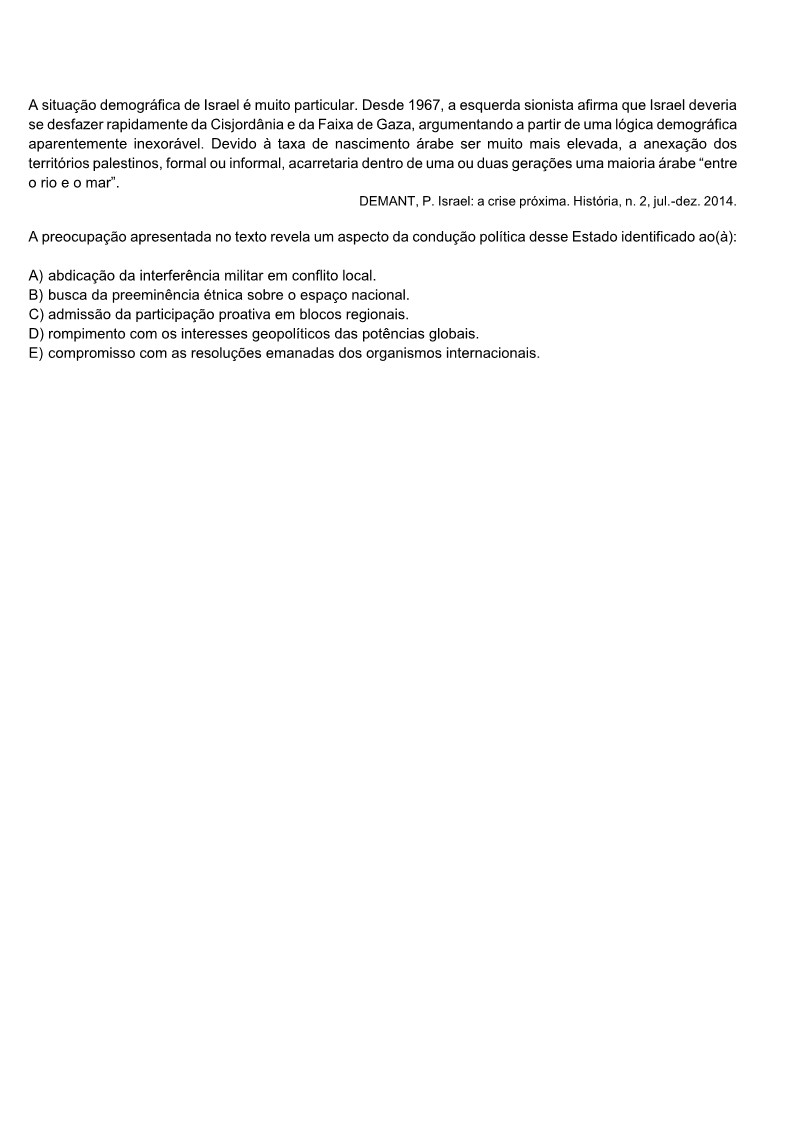 A situação demográfica de Israel é muito particular. Desde 1967, a esquerda sionista afirma que Israel deveria
se desfazer rapidamente da Cisjordânia e da Faixa de Gaza, argumentando a partir de uma lógica demográfica
aparentemente inexorável. Devido à taxa de nascimento árabe ser muito mais elevada, a anexação dos
territórios palestinos, formal ou informal, acarretaria dentro de uma ou duas gerações uma maioria árabe “entre
o rio e o mar”.
DEMANT, P. Israel: a crise próxima. História, n. 2, jul.-dez. 2014.
A preocupação apresentada no texto revela um aspecto da condução política desse Estado identificado ao(à):
A) abdicação da interferência militar em conflito local.
B) busca da preeminência étnica sobre o espaço nacional.
C) admissão da participação proativa em blocos regionais.
D) rompimento com os interesses geopolíticos das potências globais.
E) compromisso com as resoluções emanadas dos organismos internacionais.